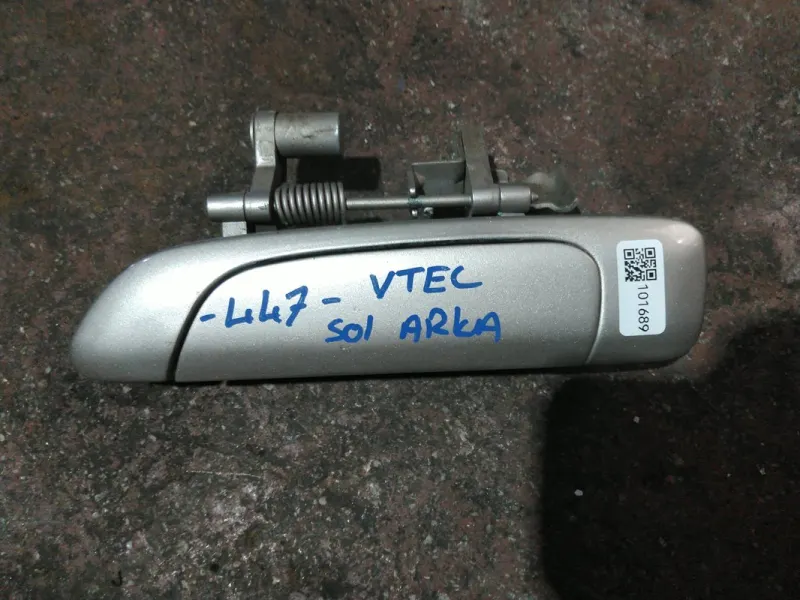 -447- VTEC
sol ARKA
101689